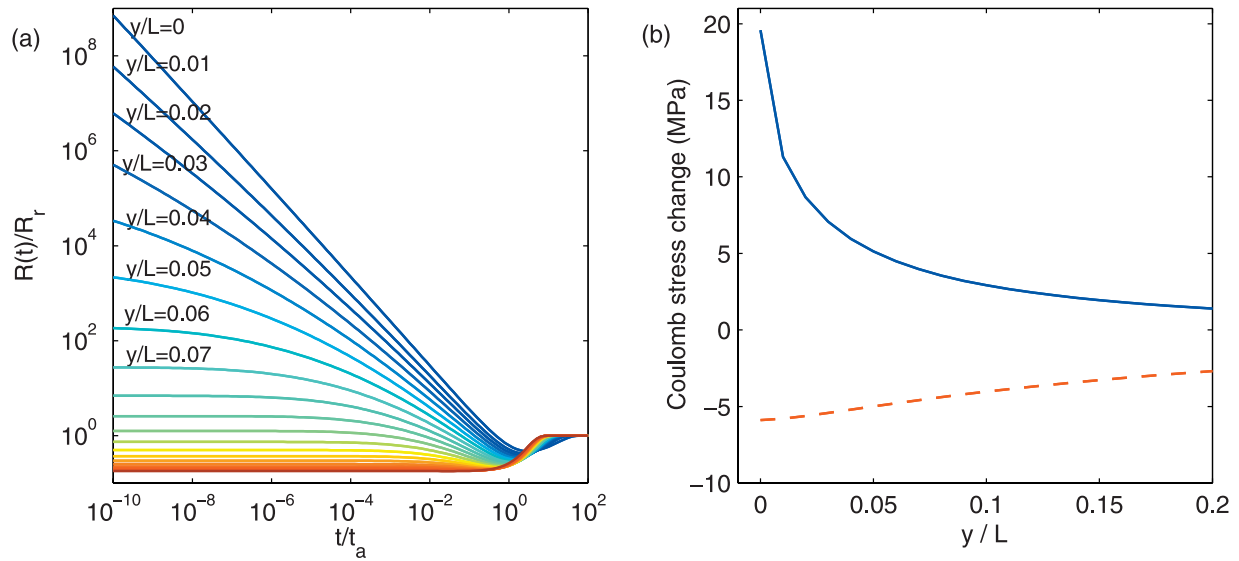 (a)
R(t)/R_r
10^8
10^6
10^4
10^2
10^0
y/L=0
y/L=0.01
y/L=0.02
y/L=0.03
y/L=0.04
y/L=0.05
y/L=0.06
y/L=0.07
10^−10
10^−8
10^−6
10^−4
10^−2
10^0
10^2
t/t_a
(b)
Coulomb stress change (MPa)
20
15
10
5
0
−5
−10
0
0.05
0.1
0.15
0.2
y / L